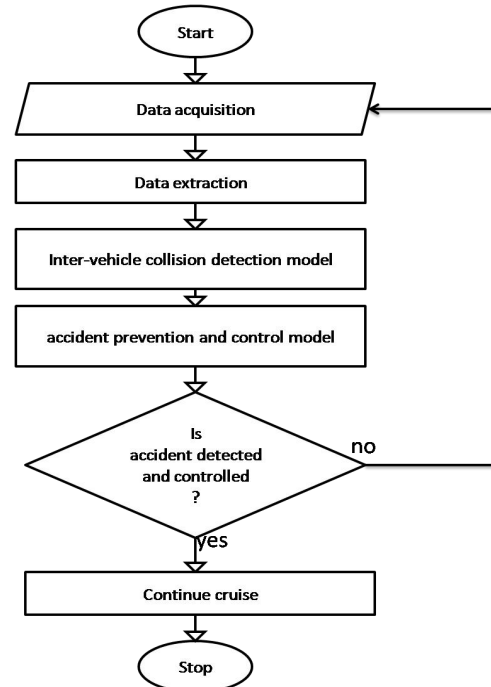 Start
Data acquisition
Data extraction
Inter-vehicle collision detection model
accident prevention and control model
Is
accident detected
and controlled
?
no
yes
Continue cruise
Stop